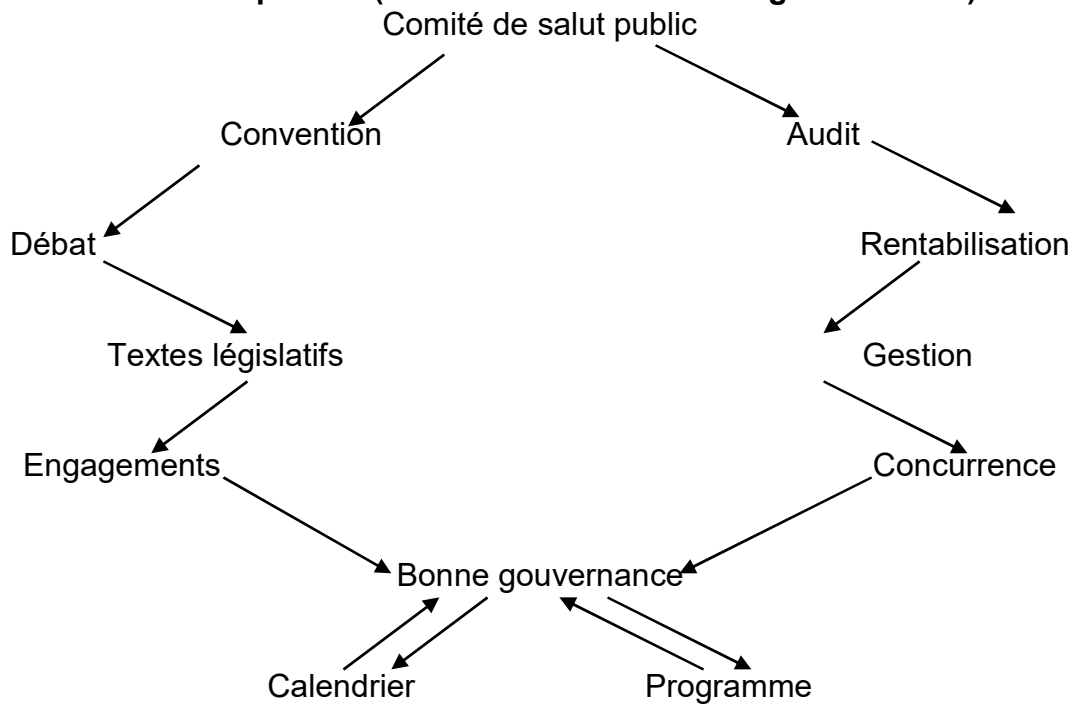 Comité de salut public
Convention Audit
Débat Rentabilisation
Textes législatifs Gestion
Engagements Concurrence
Bonne gouvernance
Calendrier Programme